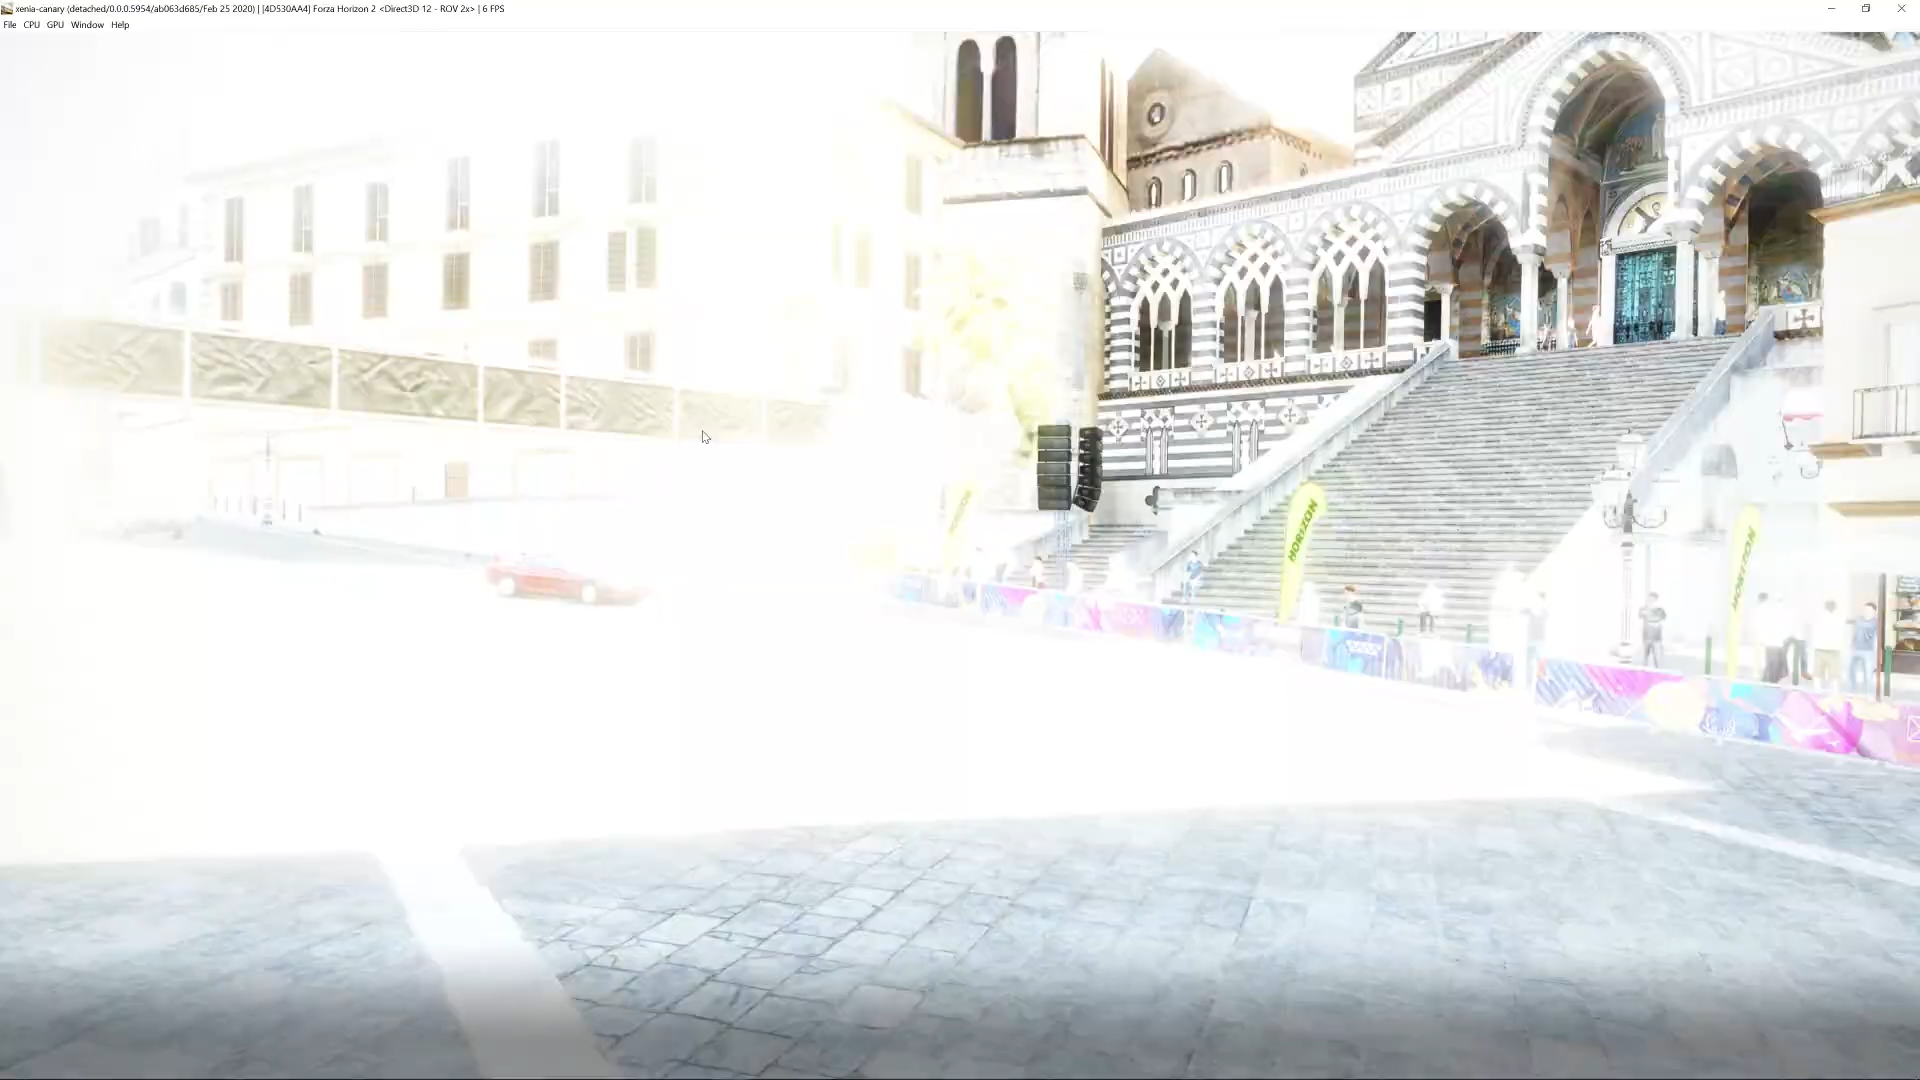 xenia-canary (detached/0.0.0.5954/ab063d685/Feb 25 2020) | [4D530AA4] Forza Horizon 2 <Direct3D 12 - ROV 2x> | 6 FPS
File CPU GPU Window Help
HORIZON
HORIZON
HORIZON